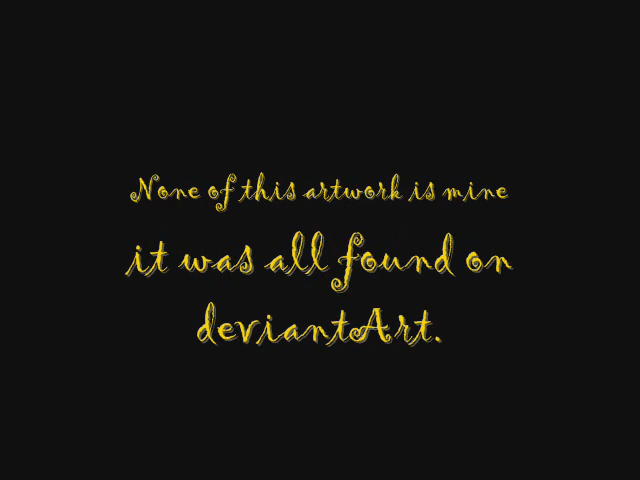 None of this artwork is mine
it was all found on
deviantArt.